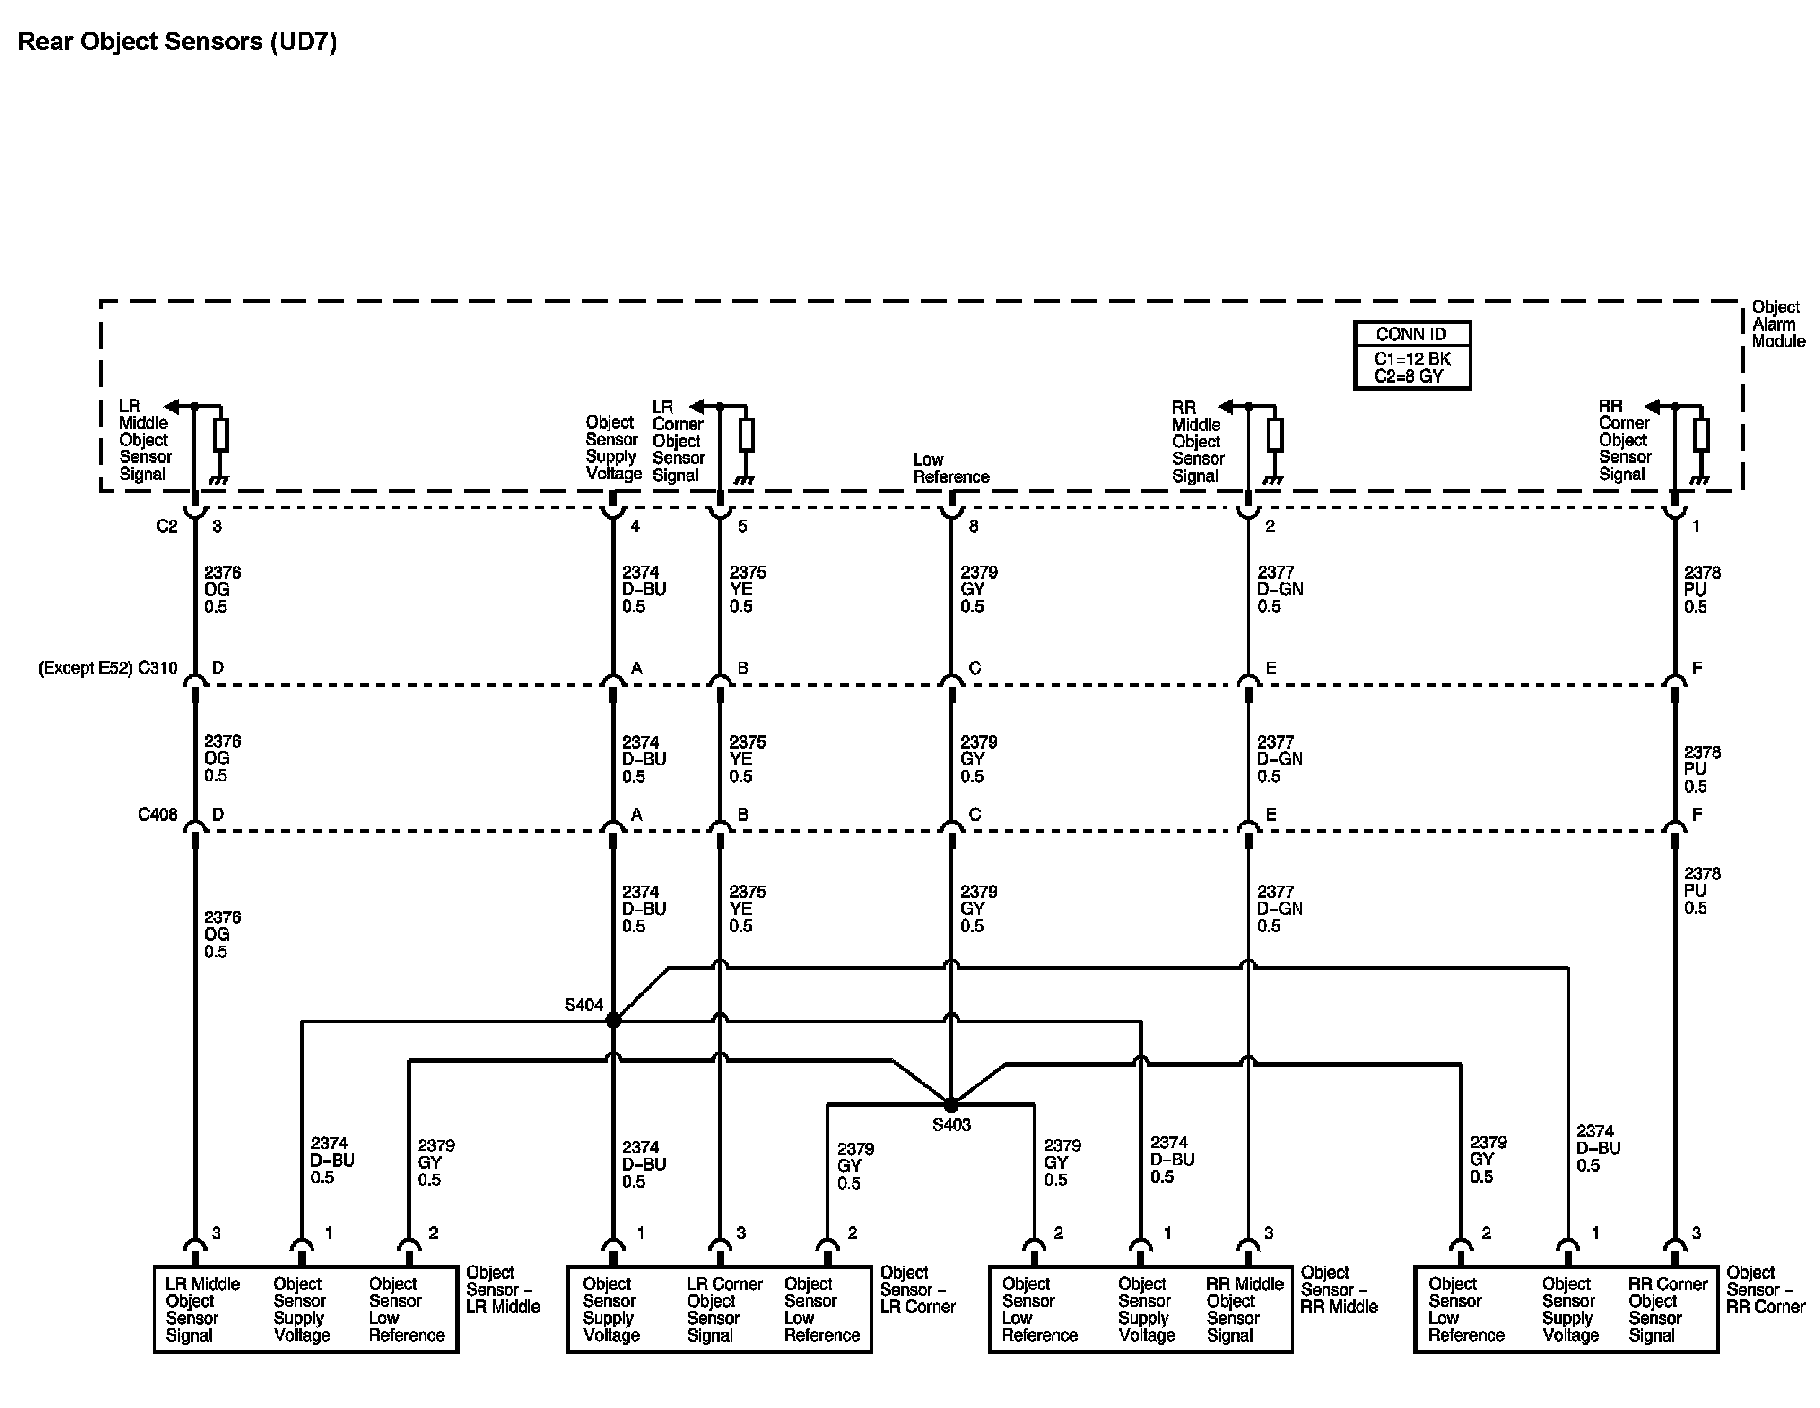 Rear Object Sensors (UD7)
Object
Alarm
Module
CONN ID
C1=12 BK
C2=8 GY
LR
Middle
Object
Sensor
Signal
Object
Sensor
Supply
Voltage
LR
Corner
Object
Sensor
Signal
Low
Reference
RR
Middle
Object
Sensor
Signal
RR
Corner
Object
Sensor
Signal
C2 3 4 5 8 2 1
2376
OG
0.5
2374
D-BU
0.5
2375
YE
0.5
2379
GY
0.5
2377
D-GN
0.5
2378
PU
0.5
(Except E52) C310 D A B C E F
2376
OG
0.5
2374
D-BU
0.5
2375
YE
0.5
2379
GY
0.5
2377
D-GN
0.5
2378
PU
0.5
C408 D A B C E F
2376
OG
0.5
2374
D-BU
0.5
2375
YE
0.5
2379
GY
0.5
2377
D-GN
0.5
2378
PU
0.5
S404
S403
2374
D-BU
0.5
2379
GY
0.5
2374
D-BU
0.5
2379
GY
0.5
2379
GY
0.5
2374
D-BU
0.5
2379
GY
0.5
2374
D-BU
0.5
3 1 2 1 3 2 2 1 3 2 1 3
LR Middle
Object
Sensor
Signal
Object
Sensor
Supply
Voltage
Object
Sensor
Low
Reference
Object
Sensor –
LR Middle
Object
Sensor
Supply
Voltage
LR Corner
Object
Sensor
Signal
Object
Sensor
Low
Reference
Object
Sensor –
LR Corner
Object
Sensor
Low
Reference
Object
Sensor
Supply
Voltage
RR Middle
Object
Sensor
Signal
Object
Sensor –
RR Middle
Object
Sensor
Low
Reference
Object
Sensor
Supply
Voltage
RR Corner
Object
Sensor
Signal
Object
Sensor –
RR Corner